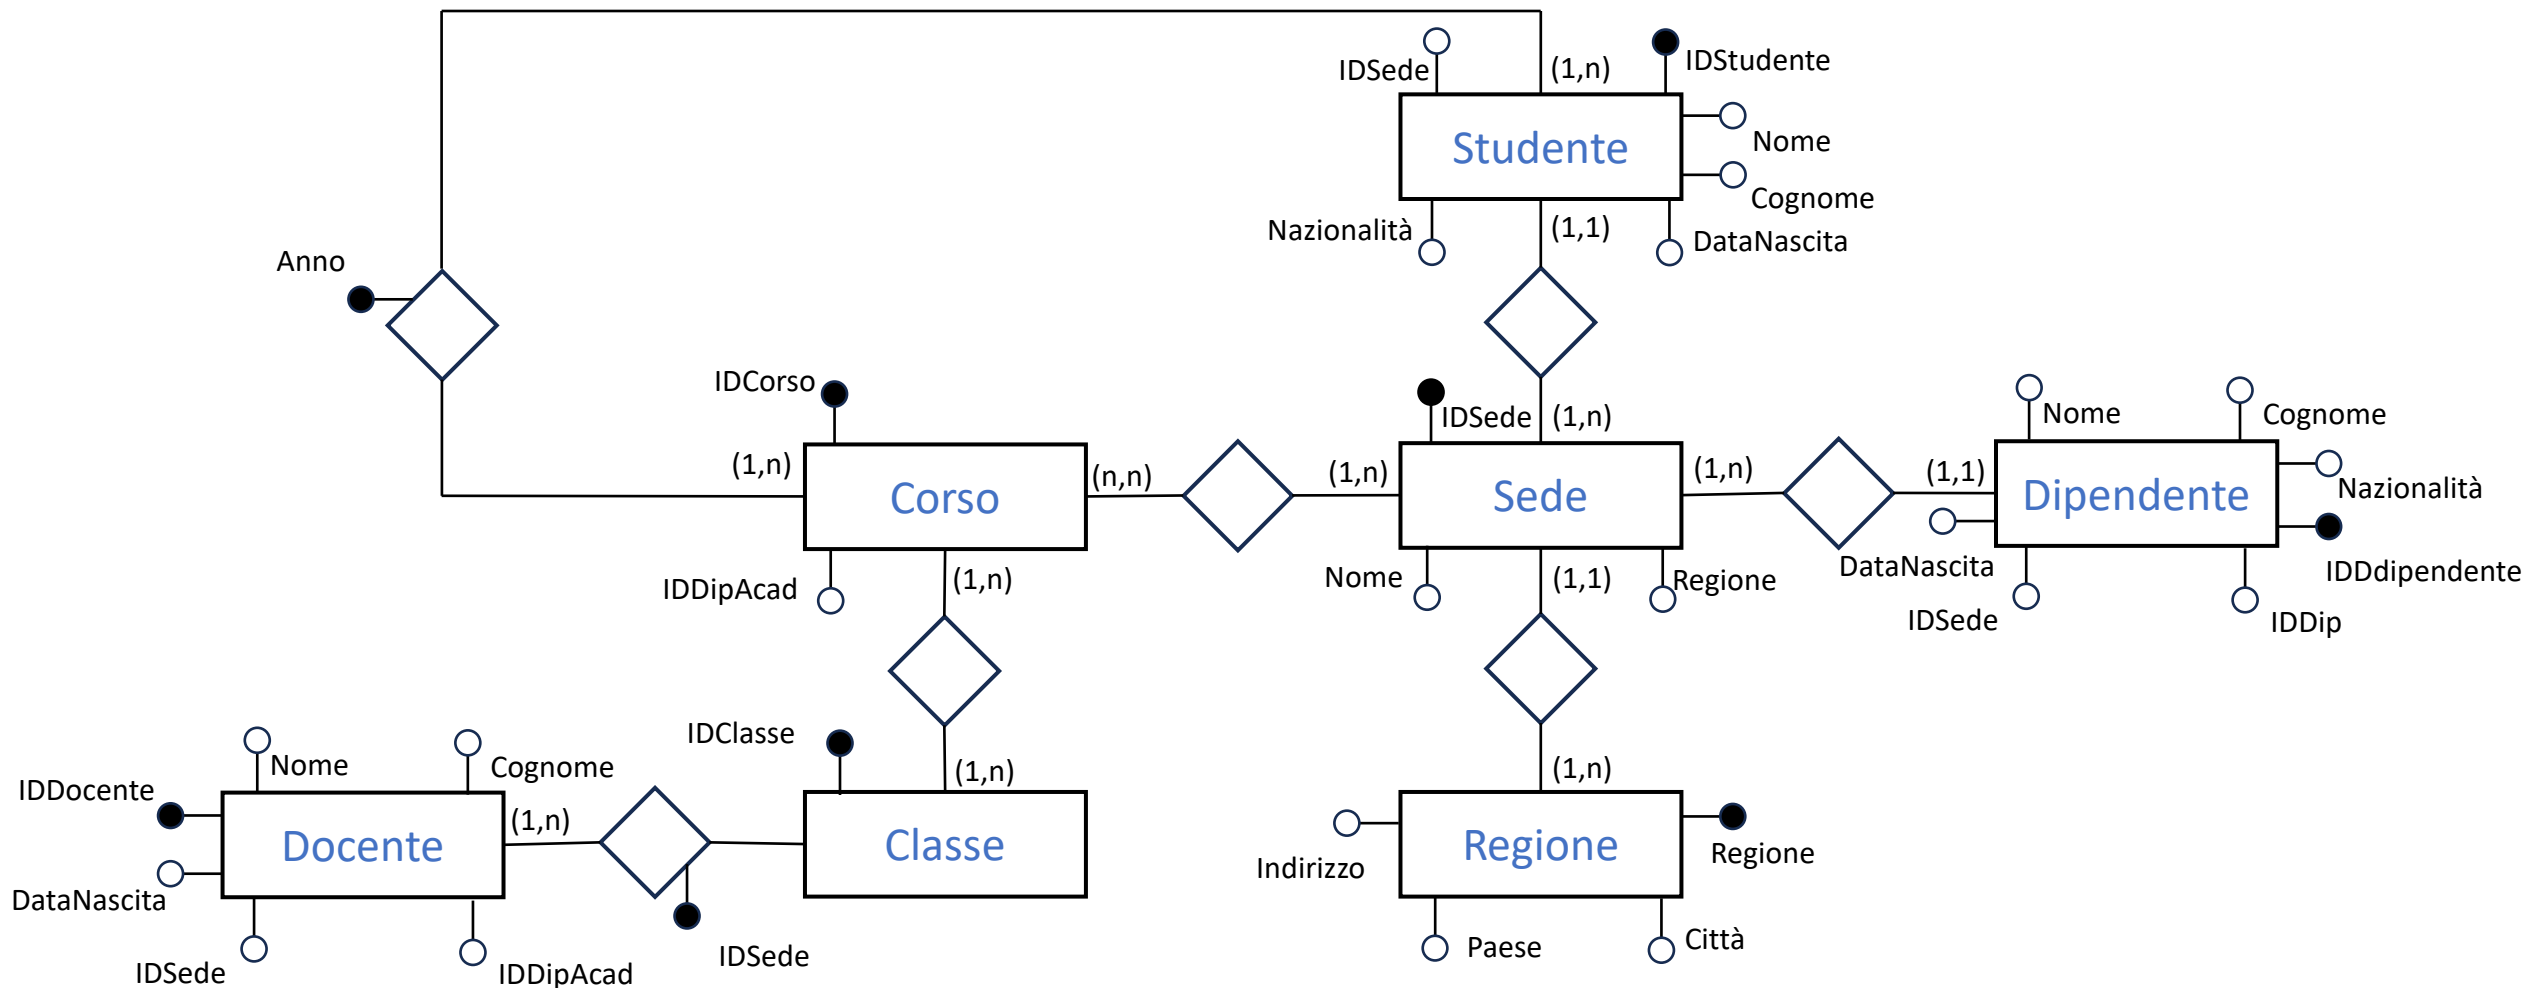 IDSede
(1,n)
IDStudente
Studente
Nome
Cognome
Nazionalità
(1,1)
DataNascita
Anno
IDCorso
IDSede
(1,n)
Nome
Cognome
(1,n)
Corso
(n,n)
(1,n)
Sede
(1,n)
(1,1)
Dipendente
Nazionalità
IDDipAcad
(1,n)
Nome
(1,1)
Regione
DataNascita
IDDdipendente
IDSede
IDDip
IDClasse
Nome
Cognome
(1,n)
(1,n)
IDDocente
Docente
(1,n)
Classe
Regione
Indirizzo
Regione
DataNascita
IDSede
IDDipAcad
IDSede
Paese
Città